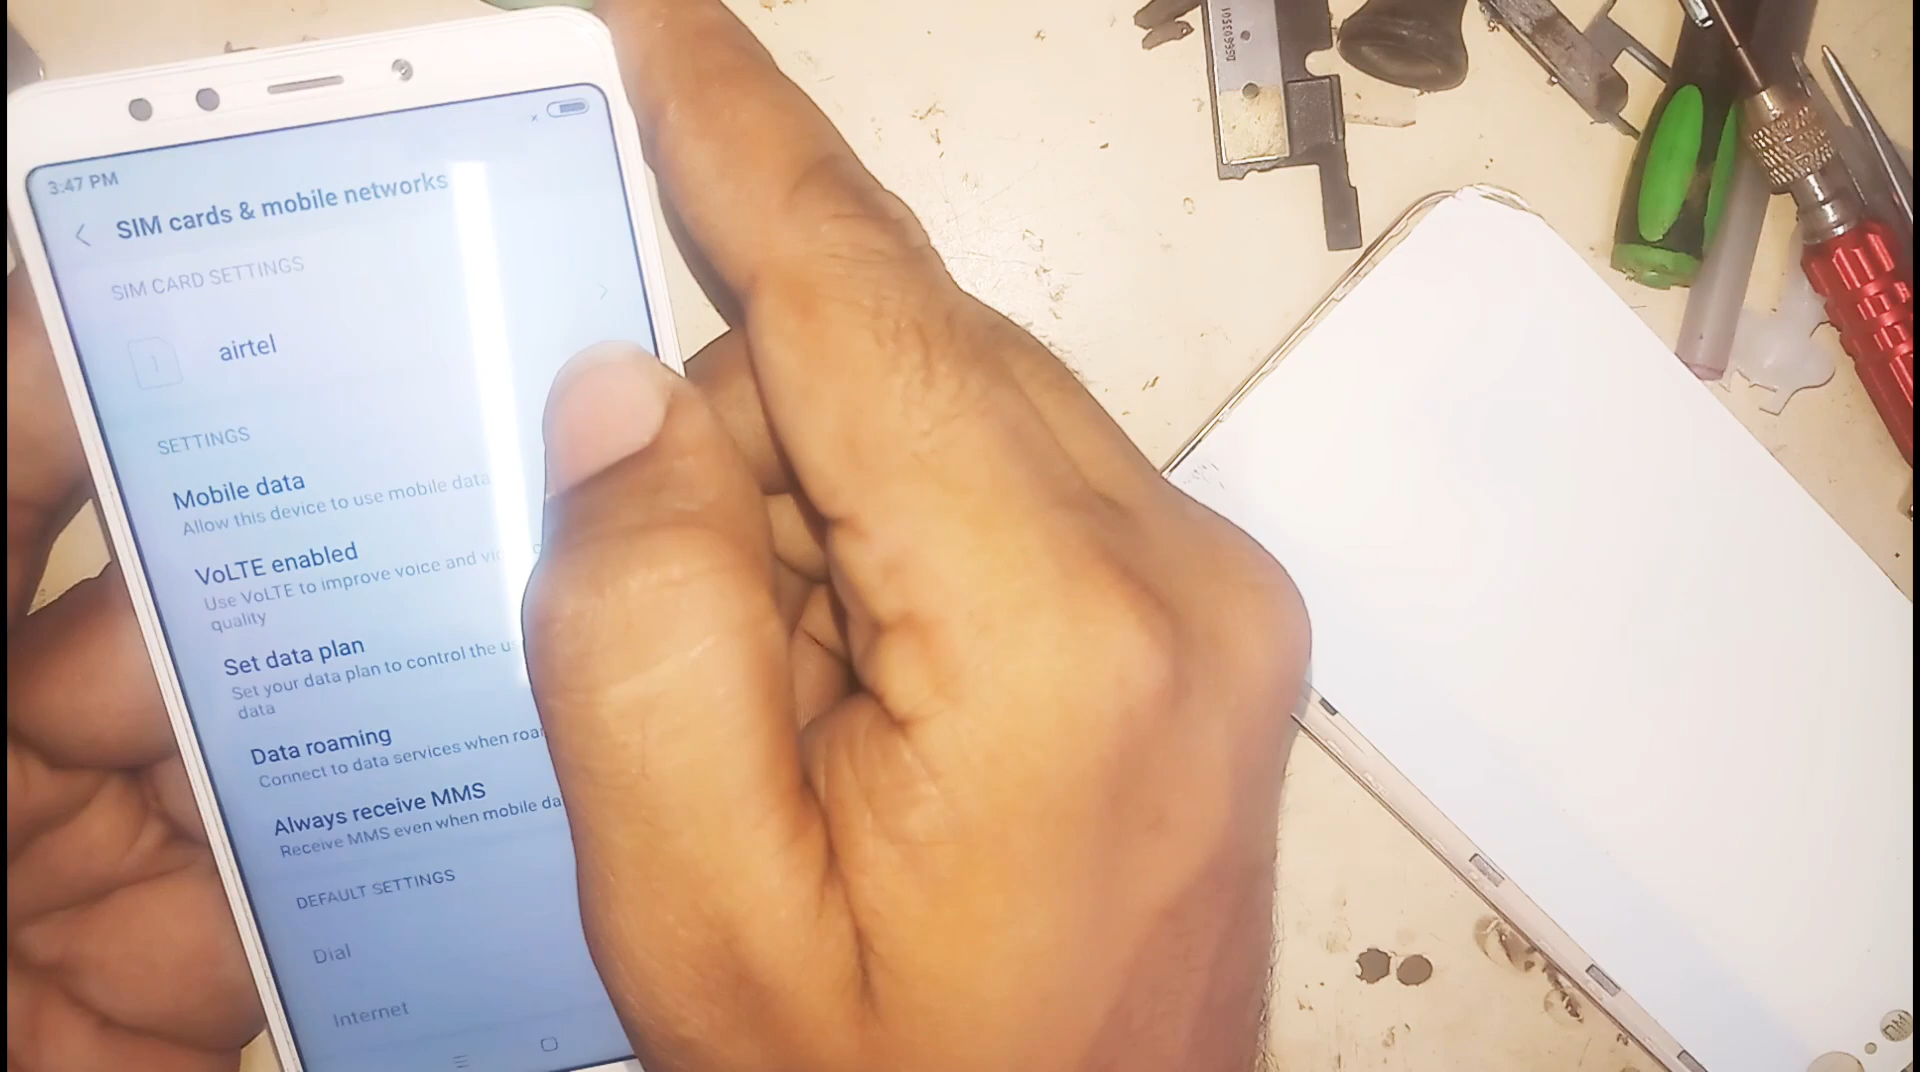 3:47 PM
SIM cards & mobile networks
SIM CARD SETTINGS
1
airtel
SETTINGS
Mobile data
Allow this device to use mobile data
VoLTE enabled
Use VoLTE to improve voice and
quality
Set data plan
Set your data plan to control the
data
Data roaming
Connect to data services when
Always receive MMS
Receive MMS even when mobile
DEFAULT SETTINGS
Dial
Internet